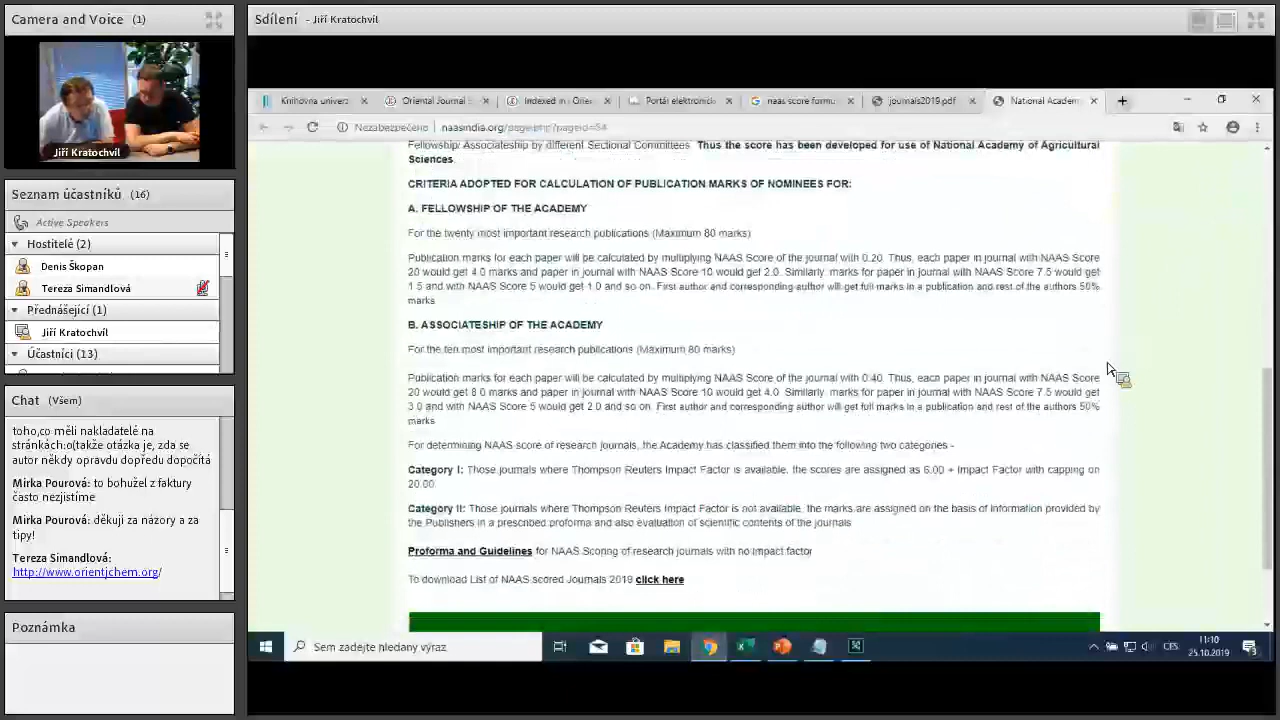 Camera and Voice (1)
Jiří Kratochvíl
Seznam účastníků (16)
Active Speakers
Hostitelé (2)
Denis Škopan
Tereza Simandlová
Přednášející (1)
Jiří Kratochvíl
Účastníci (13)
Chat (Všem)
toho,co měli nakladatelé na
stránkách:o(takže otázka je, zda se
autor někdy opravdu dopředu dopočítá
Mirka Pourová: to bohužel z faktury
často nezjistíme
Mirka Pourová: děkuji za názory a za
tipy!
Tereza Simandlová:
http://www.orientjchem.org/
Poznámka
Sdílení - Jiří Kratochvíl
Knihovna univerz
Oriental Journal
Indexed in - Orien
Portál elektronic
naas score formu
journals2019.pdf
National Academ
Nezabezpečeno
naasindia.org/page.php?pageid=54
Fellowship/ Associateship by different Sectional Committees. Thus the score has been developed for use of National Academy of Agricultural
Sciences.
CRITERIA ADOPTED FOR CALCULATION OF PUBLICATION MARKS OF NOMINEES FOR:
A. FELLOWSHIP OF THE ACADEMY
For the twenty most important research publications (Maximum 80 marks)
Publication marks for each paper will be calculated by multiplying NAAS Score of the journal with 0.20. Thus, each paper in journal with NAAS Score
20 would get 4.0 marks and paper in journal with NAAS Score 10 would get 2.0. Similarly, marks for paper in journal with NAAS Score 7.5 would get
1.5 and with NAAS Score 5 would get 1.0 and so on. First author and corresponding author will get full marks in a publication and rest of the authors 50%
marks
B. ASSOCIATESHIP OF THE ACADEMY
For the ten most important research publications (Maximum 80 marks)
Publication marks for each paper will be calculated by multiplying NAAS Score of the journal with 0.40. Thus, each paper in journal with NAAS Score
20 would get 8.0 marks and paper in journal with NAAS Score 10 would get 4.0. Similarly, marks for paper in journal with NAAS Score 7.5 would get
3.0 and with NAAS Score 5 would get 2.0 and so on. First author and corresponding author will get full marks in a publication and rest of the authors 50%
marks
For determining NAAS score of research journals, the Academy has classified them into the following two categories -
Category I: Those journals where Thompson Reuters Impact Factor is available, the scores are assigned as 6.00 + Impact Factor with capping on
20.00.
Category II: Those journals where Thompson Reuters Impact Factor is not available, the marks are assigned on the basis of information provided by
the Publishers in a prescribed proforma and also evaluation of scientific contents of the journals
Proforma and Guidelines for NAAS Scoring of research journals with no impact factor
To download List of NAAS scored Journals 2019 click here
Sem zadejte hledaný výraz
CES
11:10
25.10.2019